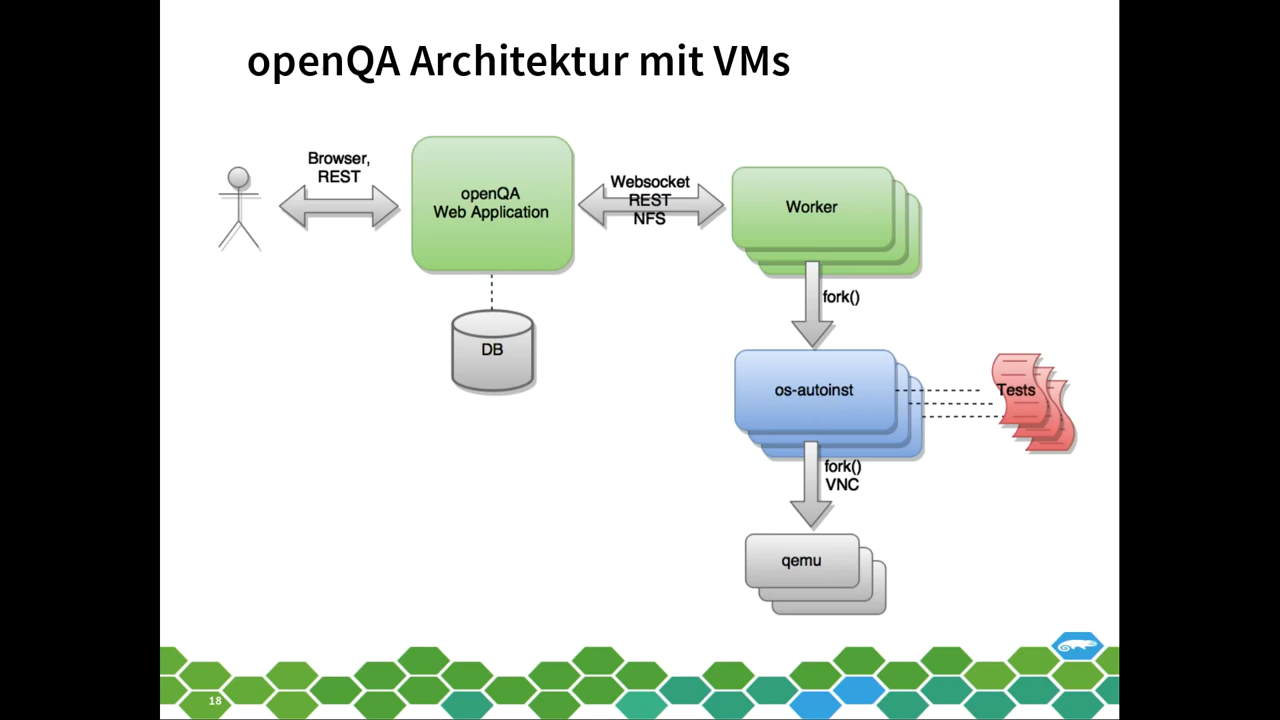 openQA Architektur mit VMs
Browser,
REST
openQA
Web Application
Websocket
REST
NFS
Worker
fork()
DB
os-autoinst
Tests
fork()
VNC
qemu
18